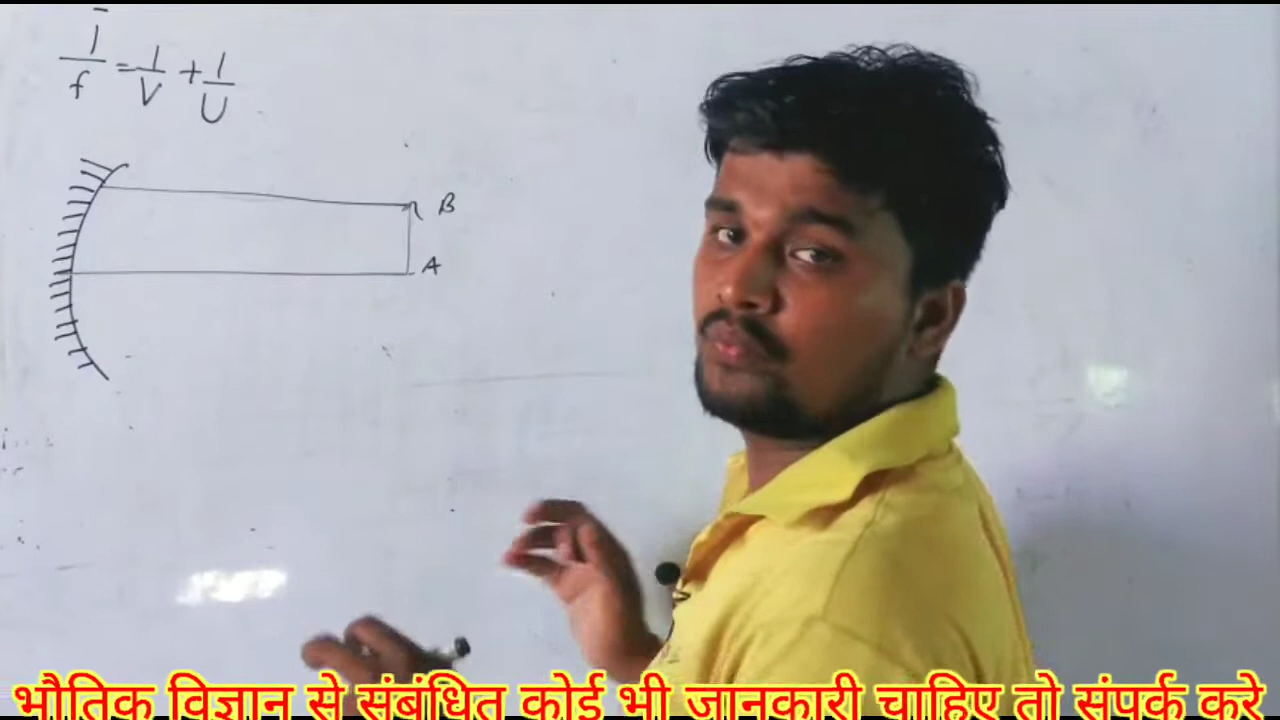 1/f = 1/V + 1/U
B
A
भौतिक विज्ञान से संबंधित कोई भी जानकारी चाहिए तो संपर्क करे